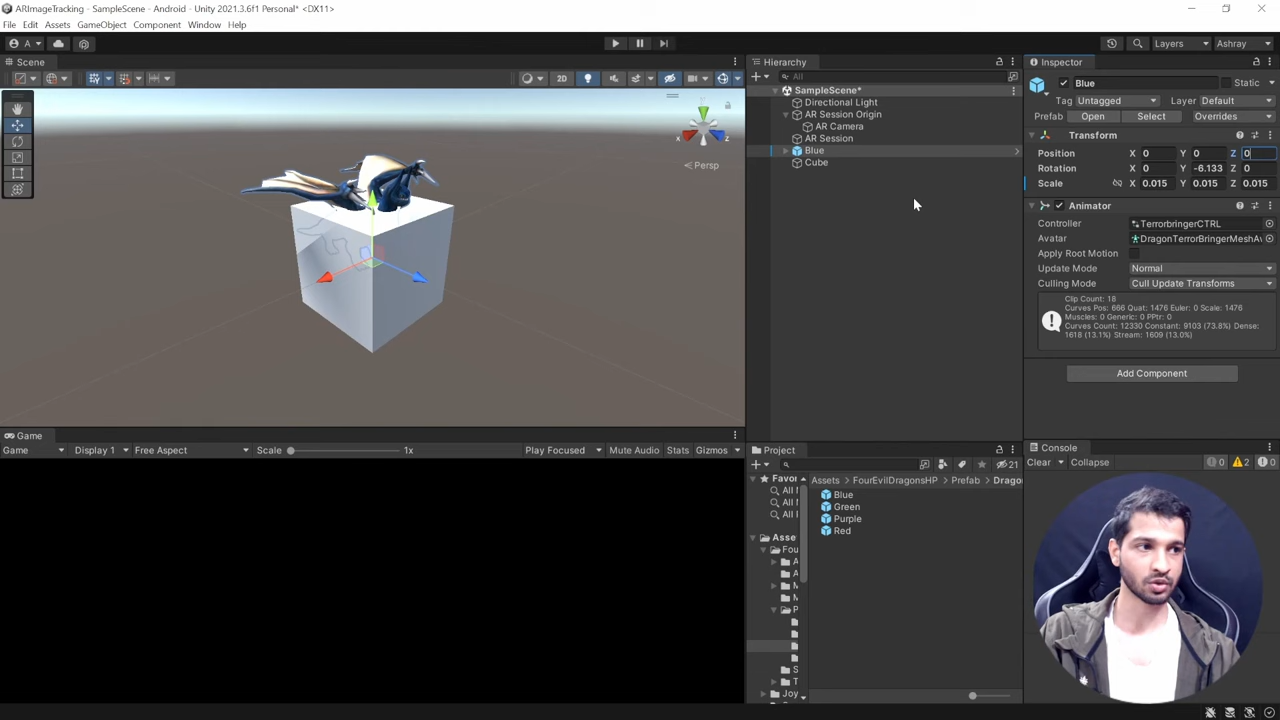 ARImageTracking - SampleScene - Android - Unity 2021.3.6f1 Personal* <DX11>
File Edit Assets GameObject Component Window Help
A
Layers
Ashray
Scene
2D
y
x
z
Persp
Hierarchy
All
SampleScene*
Directional Light
AR Session Origin
AR Camera
AR Session
Blue
Cube
Inspector
Blue
Static
Tag Untagged Layer Default
Prefab Open Select Overrides
Transform
Position X 0 Y 0 Z 0
Rotation X 0 Y -6.133 Z 0
Scale X 0.015 Y 0.015 Z 0.015
Animator
Controller TerrorbringerCTRL
Avatar DragonTerrorBringerMeshAv
Apply Root Motion
Update Mode Normal
Culling Mode Cull Update Transforms
Clip Count: 18
Curves Pos: 666 Quat: 1476 Euler: 0 Scale: 1476
Muscles: 0 Generic: 0 PPtr: 0
Curves Count: 12330 Constant: 9103 (73.8%) Dense:
1618 (13.1%) Stream: 1609 (13.0%)
Add Component
Game
Game Display 1 Free Aspect Scale 1x Play Focused Mute Audio Stats Gizmos
Project
21
Favor
All
All
All
Asse
Fou
A
A
M
M
P
S
T
Joy
Assets > FourEvilDragonsHP > Prefab > Drago
Blue
Green
Purple
Red
Console
Clear Collapse 0 2 0